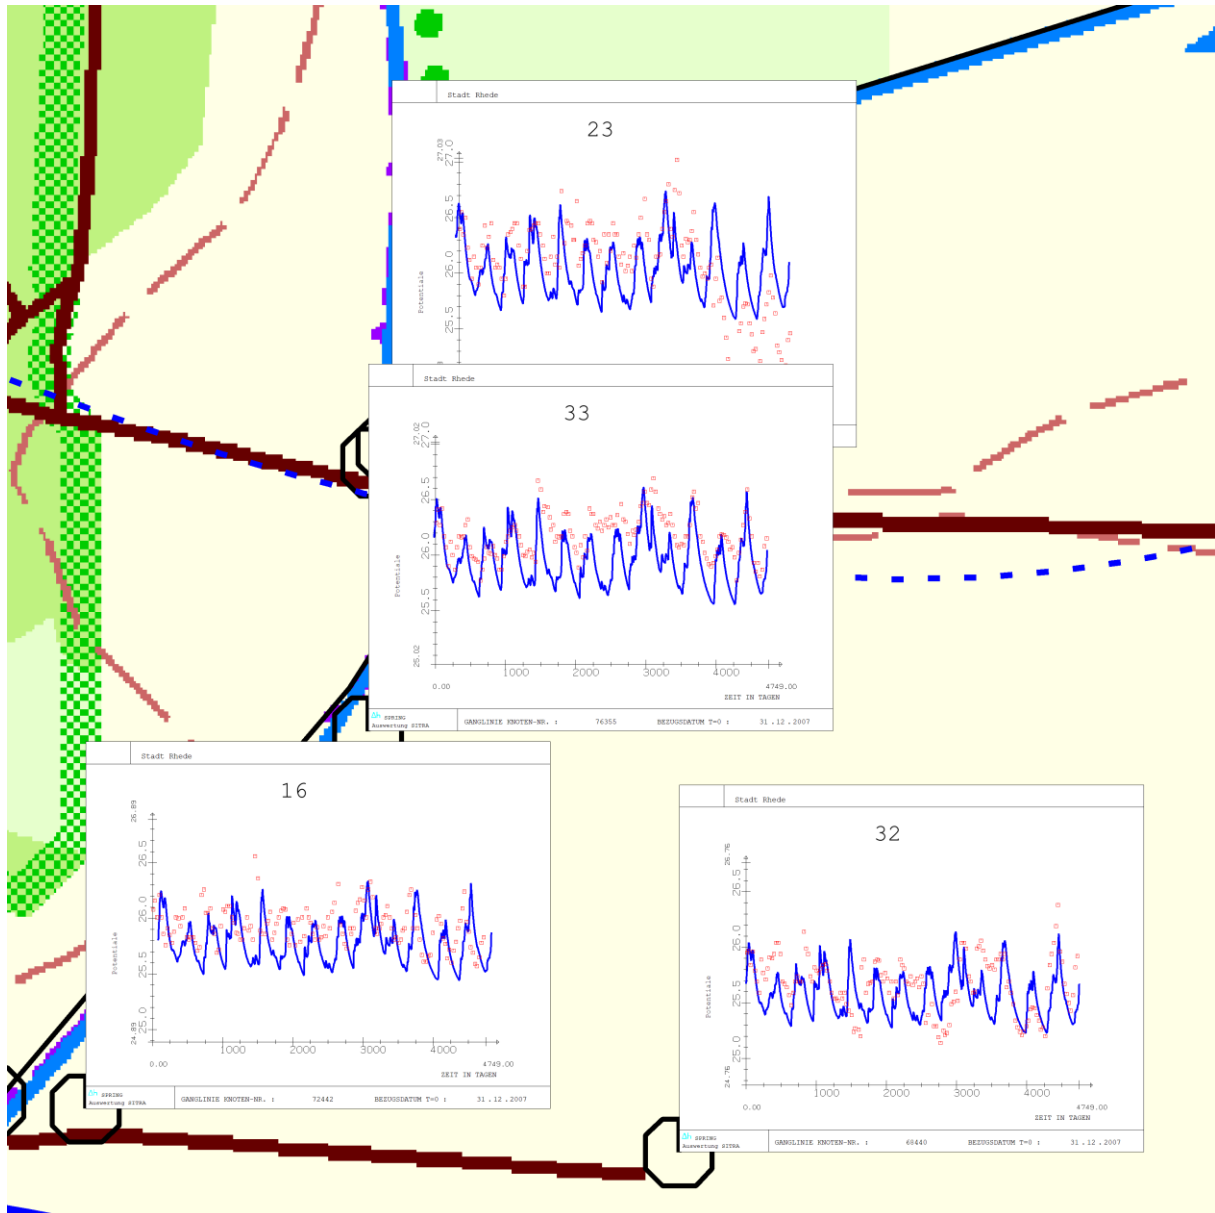 Stadt Rhede
23
27.03
27.0
26.5
26.0
25.5
Potentiale
Stadt Rhede
33
27.02
27.0
26.5
26.0
25.5
25.02
Potentiale
1000 2000 3000 4000
0.00 4749.00
ZEIT IN TAGEN
SPRING
Auswertung SITRA
GANGLINIE KNOTEN-NR. : 76355 BEZUGSDATUM T=0 : 31.12.2007
Stadt Rhede
16
26.89
26.5
26.0
25.5
25.0
24.89
Potentiale
1000 2000 3000 4000
0.00 4749.00
ZEIT IN TAGEN
SPRING
Auswertung SITRA
GANGLINIE KNOTEN-NR. : 72442 BEZUGSDATUM T=0 : 31.12.2007
Stadt Rhede
32
26.76
26.5
26.0
25.5
25.0
24.76
Potentiale
1000 2000 3000 4000
0.00 4749.00
ZEIT IN TAGEN
SPRING
Auswertung SITRA
GANGLINIE KNOTEN-NR. : 68440 BEZUGSDATUM T=0 : 31.12.2007